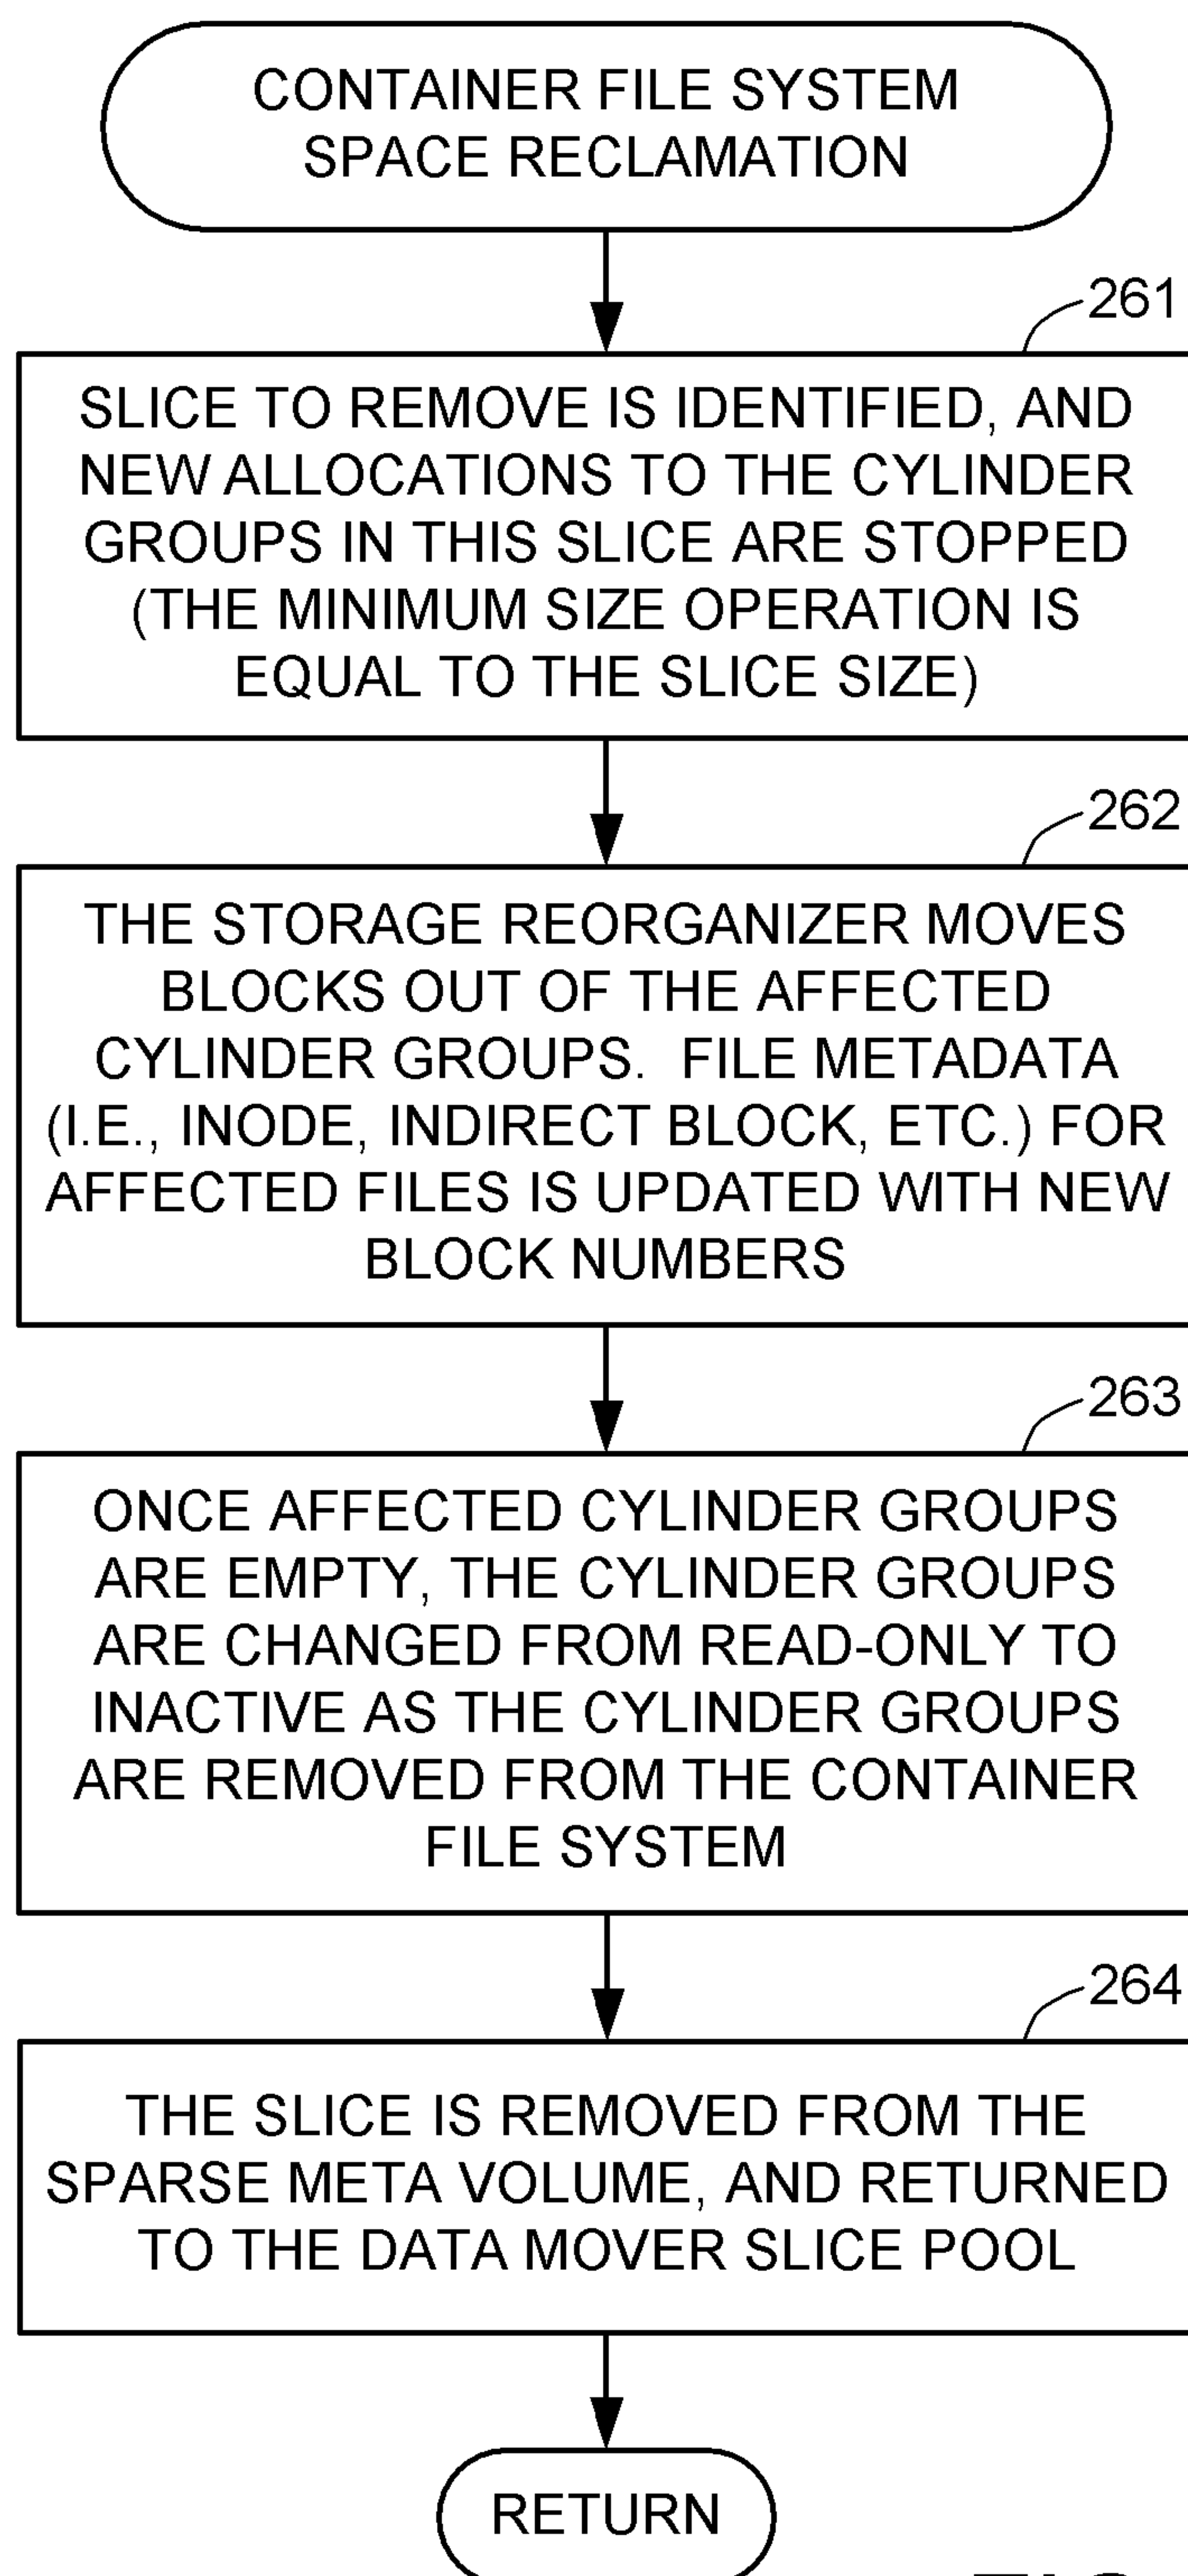 CONTAINER FILE SYSTEM
SPACE RECLAMATION
261
SLICE TO REMOVE IS IDENTIFIED, AND
NEW ALLOCATIONS TO THE CYLINDER
GROUPS IN THIS SLICE ARE STOPPED
(THE MINIMUM SIZE OPERATION IS
EQUAL TO THE SLICE SIZE)
262
THE STORAGE REORGANIZER MOVES
BLOCKS OUT OF THE AFFECTED
CYLINDER GROUPS. FILE METADATA
(I.E., INODE, INDIRECT BLOCK, ETC.) FOR
AFFECTED FILES IS UPDATED WITH NEW
BLOCK NUMBERS
263
ONCE AFFECTED CYLINDER GROUPS
ARE EMPTY, THE CYLINDER GROUPS
ARE CHANGED FROM READ-ONLY TO
INACTIVE AS THE CYLINDER GROUPS
ARE REMOVED FROM THE CONTAINER
FILE SYSTEM
264
THE SLICE IS REMOVED FROM THE
SPARSE META VOLUME, AND RETURNED
TO THE DATA MOVER SLICE POOL
RETURN